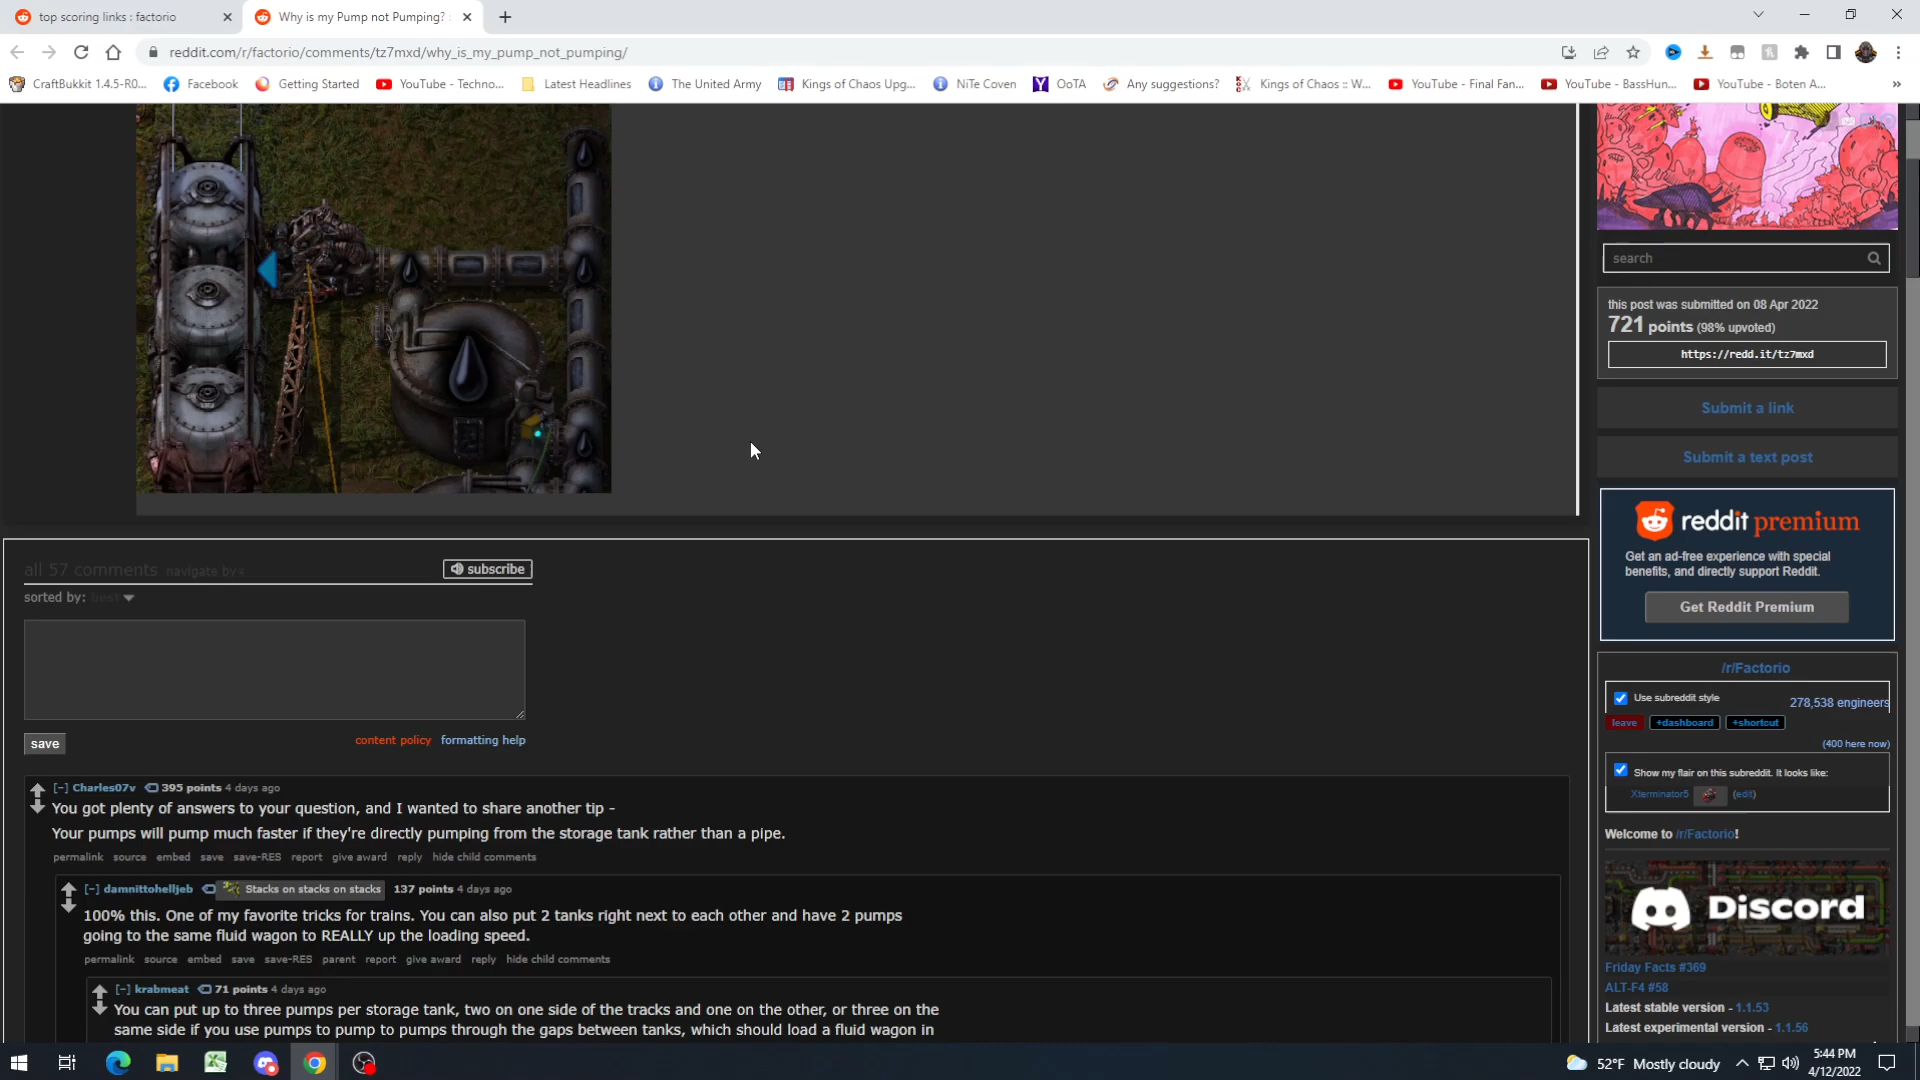 top scoring links : factorio
Why is my Pump not Pumping? :
reddit.com/r/factorio/comments/tz7mxd/why_is_my_pump_not_pumping/
CraftBukkit 1.4.5-R0... Facebook Getting Started YouTube - Techno... Latest Headlines The United Army Kings of Chaos Upg... NiTe Coven OoTA Any suggestions? Kings of Chaos :: W... YouTube - Final Fan... YouTube - BassHun... YouTube - Boten A... »
search
this post was submitted on 08 Apr 2022
721 points (98% upvoted)
https://redd.it/tz7mxd
Submit a link
Submit a text post
reddit premium
Get an ad-free experience with special
benefits, and directly support Reddit.
Get Reddit Premium
/r/Factorio
Use subreddit style 278,538 engineers
leave +dashboard +shortcut
(400 here now)
Show my flair on this subreddit. It looks like:
Xterminator5 (edit)
Welcome to /r/Factorio!
Discord
Friday Facts #369
ALT-F4 #58
Latest stable version - 1.1.53
Latest experimental version - 1.1.56
all 57 comments navigate by
subscribe
sorted by: best
save
content policy formatting help
[-] Charles07v 395 points 4 days ago
You got plenty of answers to your question, and I wanted to share another tip -
Your pumps will pump much faster if they're directly pumping from the storage tank rather than a pipe.
permalink source embed save save-RES report give award reply hide child comments
[-] damnittohelljeb Stacks on stacks on stacks 137 points 4 days ago
100% this. One of my favorite tricks for trains. You can also put 2 tanks right next to each other and have 2 pumps
going to the same fluid wagon to REALLY up the loading speed.
permalink source embed save save-RES parent report give award reply hide child comments
[-] krabmeat 71 points 4 days ago
You can put up to three pumps per storage tank, two on one side of the tracks and one on the other, or three on the
same side if you use pumps to pump to pumps through the gaps between tanks, which should load a fluid wagon in
52°F Mostly cloudy
5:44 PM
4/12/2022